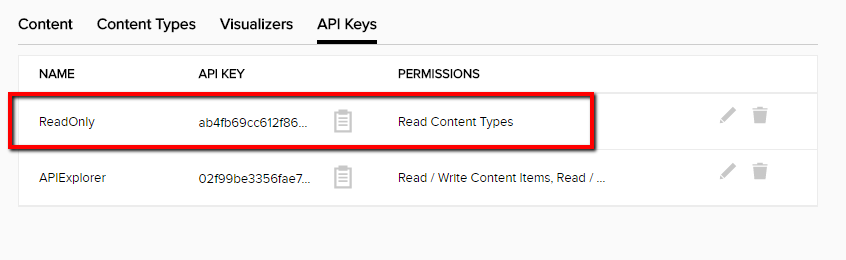 Content Content Types Visualizers API Keys
NAME API KEY PERMISSIONS
ReadOnly ab4fb69cc612f86... Read Content Types
APIExplorer 02f99be3356fae7... Read / Write Content Items, Read / ...